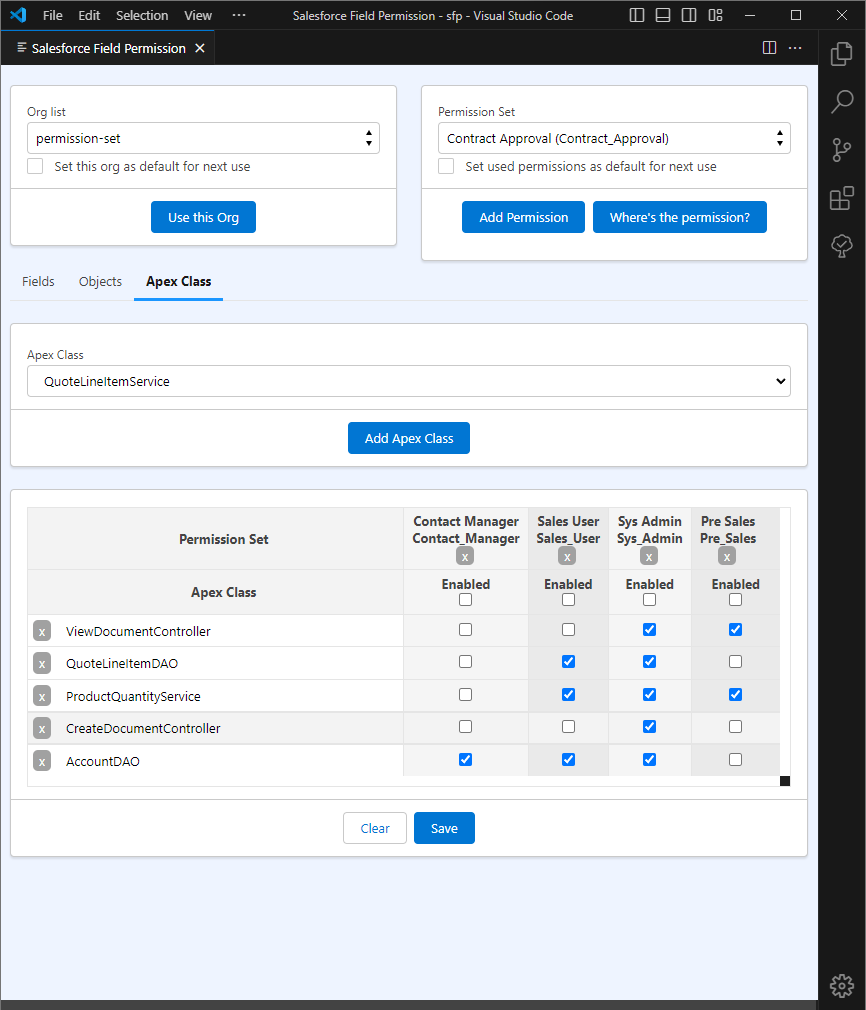 File Edit Selection View ··· Salesforce Field Permission - sfp - Visual Studio Code
Salesforce Field Permission
Org list
permission-set
Set this org as default for next use
Use this Org
Permission Set
Contract Approval (Contract_Approval)
Set used permissions as default for next use
Add Permission Where's the permission?
Fields Objects Apex Class
Apex Class
QuoteLineItemService
Add Apex Class
Permission Set
Contact Manager
Contact_Manager
x
Sales User
Sales_User
x
Sys Admin
Sys_Admin
x
Pre Sales
Pre_Sales
x
Apex Class Enabled Enabled Enabled Enabled
x ViewDocumentController
x QuoteLineItemDAO
x ProductQuantityService
x CreateDocumentController
x AccountDAO
Clear Save